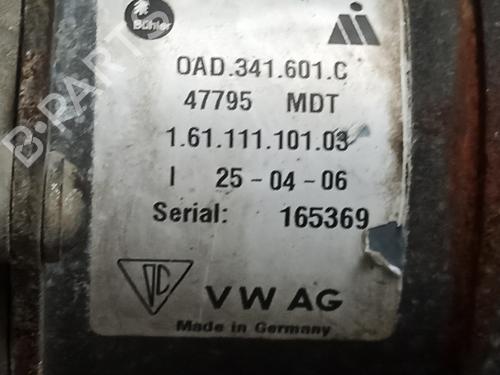 Bühler
0AD.341.601.C
47795 MDT
1.61.111.101.03
I 25-04-06
Serial: 165369
VW AG
Made in Germany
B-PARTS